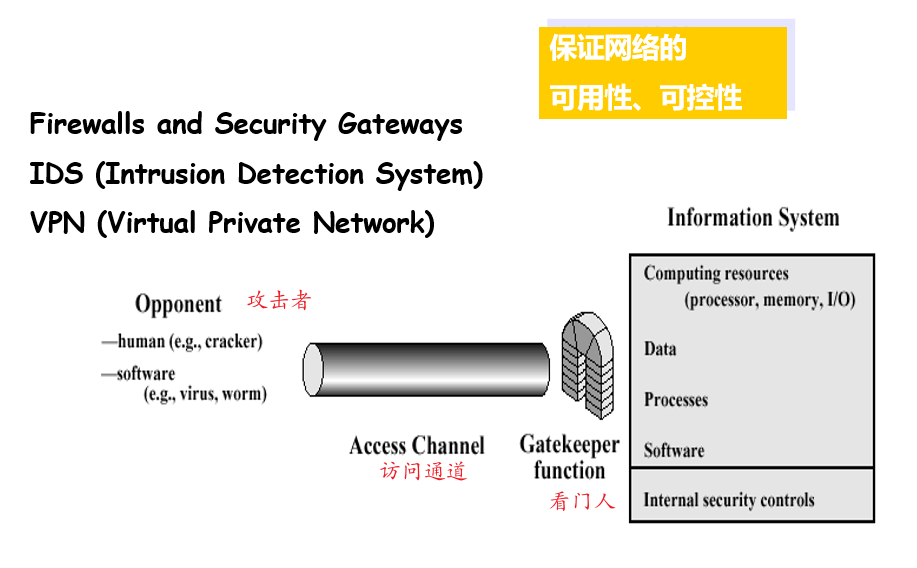 保证网络的
可用性、可控性
Firewalls and Security Gateways
IDS (Intrusion Detection System)
VPN (Virtual Private Network)
Information System
Computing resources
(processor, memory, I/O)
Data
Processes
Software
Internal security controls
Opponent 攻击者
—human (e.g., cracker)
—software
(e.g., virus, worm)
Access Channel
访问通道
Gatekeeper
function
看门人